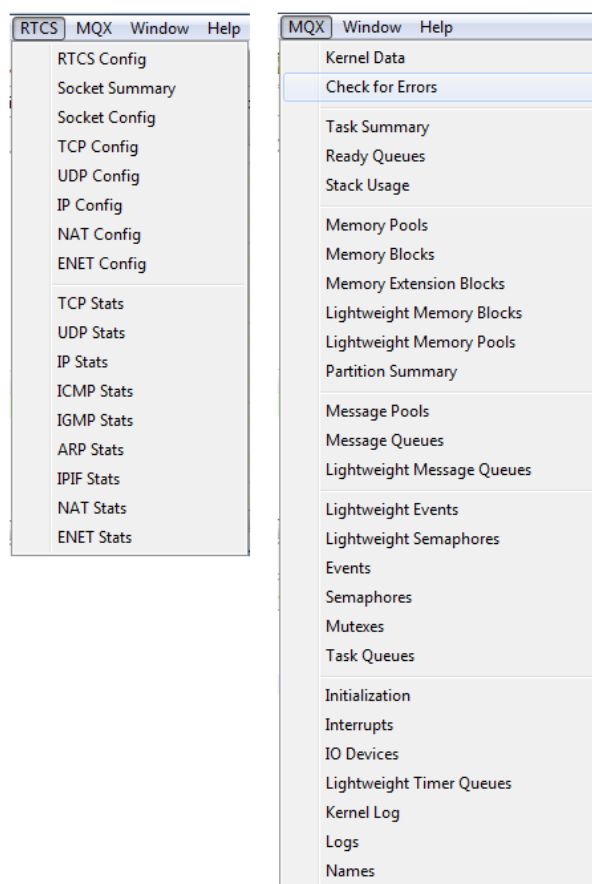 RTCS MQX Window Help
RTCS Config
Socket Summary
Socket Config
TCP Config
UDP Config
IP Config
NAT Config
ENET Config
TCP Stats
UDP Stats
IP Stats
ICMP Stats
IGMP Stats
ARP Stats
IPIF Stats
NAT Stats
ENET Stats
MQX Window Help
Kernel Data
Check for Errors
Task Summary
Ready Queues
Stack Usage
Memory Pools
Memory Blocks
Memory Extension Blocks
Lightweight Memory Blocks
Lightweight Memory Pools
Partition Summary
Message Pools
Message Queues
Lightweight Message Queues
Lightweight Events
Lightweight Semaphores
Events
Semaphores
Mutexes
Task Queues
Initialization
Interrupts
IO Devices
Lightweight Timer Queues
Kernel Log
Logs
Names